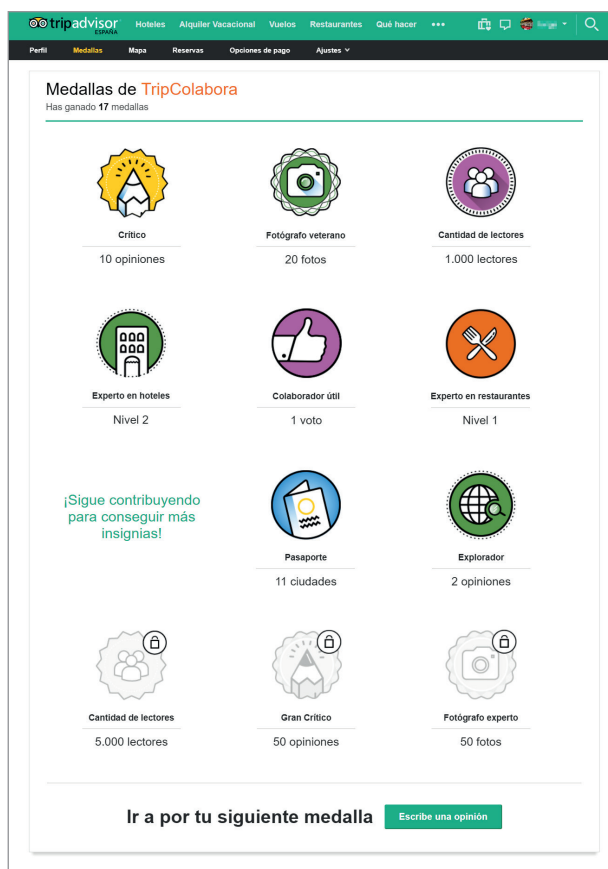 tripadvisor
ESPAÑA
Hoteles Alquiler Vacacional Vuelos Restaurantes Qué hacer •••
Perfil Medallas Mapa Reservas Opciones de pago Ajustes
Medallas de TripColabora
Has ganado 17 medallas
Crítico Fotógrafo veterano Cantidad de lectores
10 opiniones 20 fotos 1.000 lectores
Experto en hoteles Colaborador útil Experto en restaurantes
Nivel 2 1 voto Nivel 1
¡Sigue contribuyendo
para conseguir más
insignias!
Pasaporte Explorador
11 ciudades 2 opiniones
Cantidad de lectores Gran Crítico Fotógrafo experto
5.000 lectores 50 opiniones 50 fotos
Ir a por tu siguiente medalla Escribe una opinión